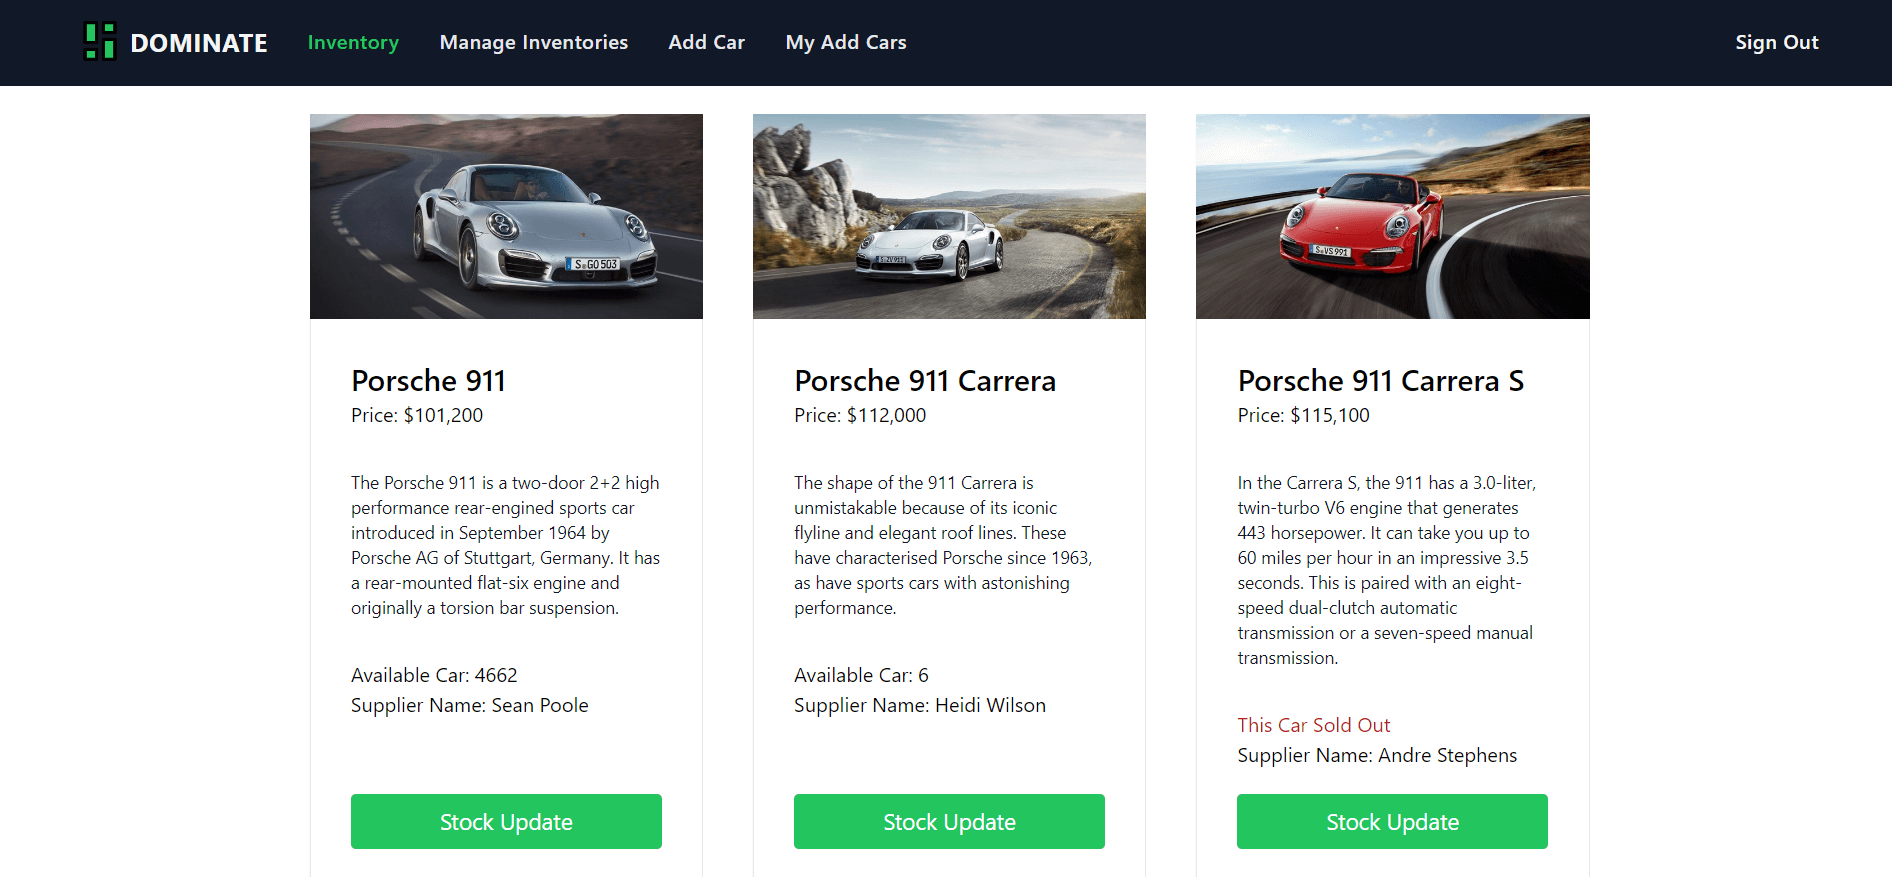 DOMINATE
Inventory
Manage Inventories
Add Car
My Add Cars
Sign Out
S GO 503
S VS 991
Porsche 911
Price: $101,200
The Porsche 911 is a two-door 2+2 high
performance rear-engined sports car
introduced in September 1964 by
Porsche AG of Stuttgart, Germany. It has
a rear-mounted flat-six engine and
originally a torsion bar suspension.
Available Car: 4662
Supplier Name: Sean Poole
Stock Update
Porsche 911 Carrera
Price: $112,000
The shape of the 911 Carrera is
unmistakable because of its iconic
flyline and elegant roof lines. These
have characterised Porsche since 1963,
as have sports cars with astonishing
performance.
Available Car: 6
Supplier Name: Heidi Wilson
Stock Update
Porsche 911 Carrera S
Price: $115,100
In the Carrera S, the 911 has a 3.0-liter,
twin-turbo V6 engine that generates
443 horsepower. It can take you up to
60 miles per hour in an impressive 3.5
seconds. This is paired with an eight-
speed dual-clutch automatic
transmission or a seven-speed manual
transmission.
This Car Sold Out
Supplier Name: Andre Stephens
Stock Update